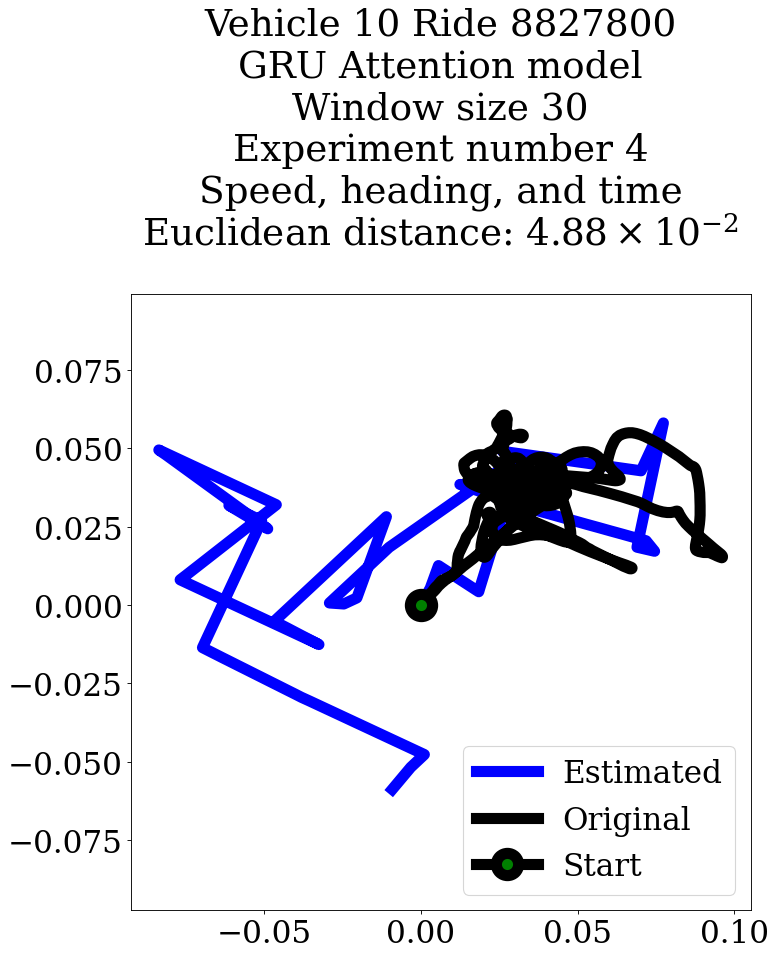 Vehicle 10 Ride 8827800
GRU Attention model
Window size 30
Experiment number 4
Speed, heading, and time
Euclidean distance: 4.88 × 10⁻²
0.075
0.050
0.025
0.000
−0.025
−0.050
−0.075
Estimated
Original
Start
−0.05 0.00 0.05 0.10